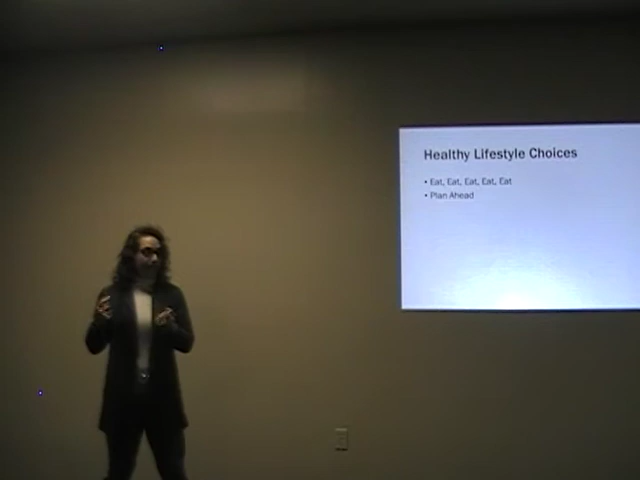 Healthy Lifestyle Choices
• Eat, Eat, Eat, Eat, Eat
• Plan Ahead